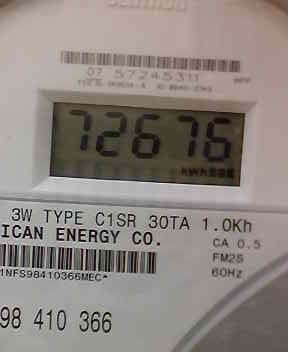 07 57245311
72676
kWh
3W TYPE C1SR 30TA 1.0Kh
ICAN ENERGY CO.
CA 0.5
FM2S
60Hz
1NFS98410366MEC*
98 410 366